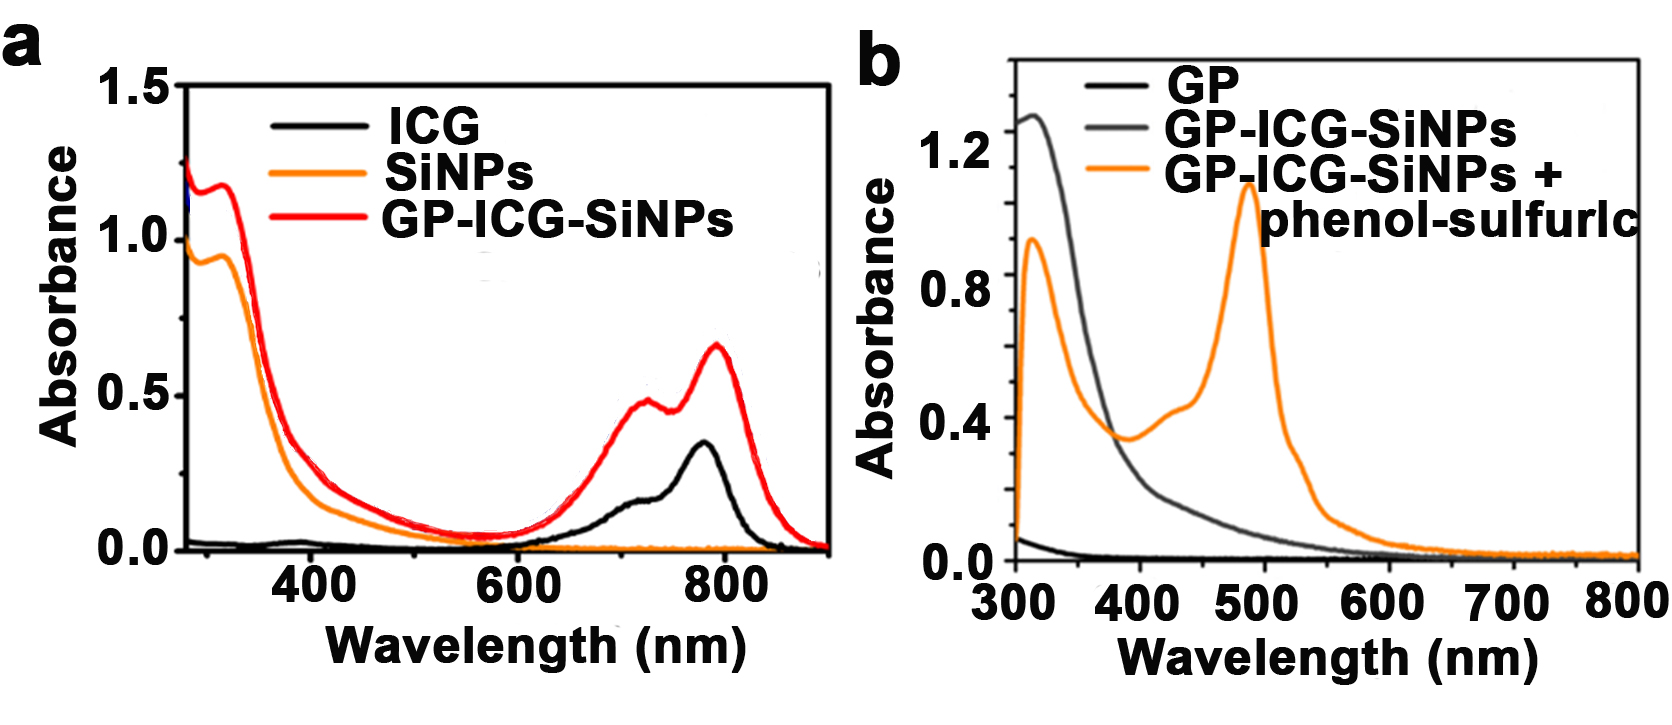 a
1.5
1.0
0.5
0.0
400 600 800
Wavelength (nm)
Absorbance
ICG
SiNPs
GP-ICG-SiNPs
b
1.2
0.8
0.4
0.0
300 400 500 600 700 800
Wavelength (nm)
Absorbance
GP
GP-ICG-SiNPs
GP-ICG-SiNPs +
phenol-sulfuric